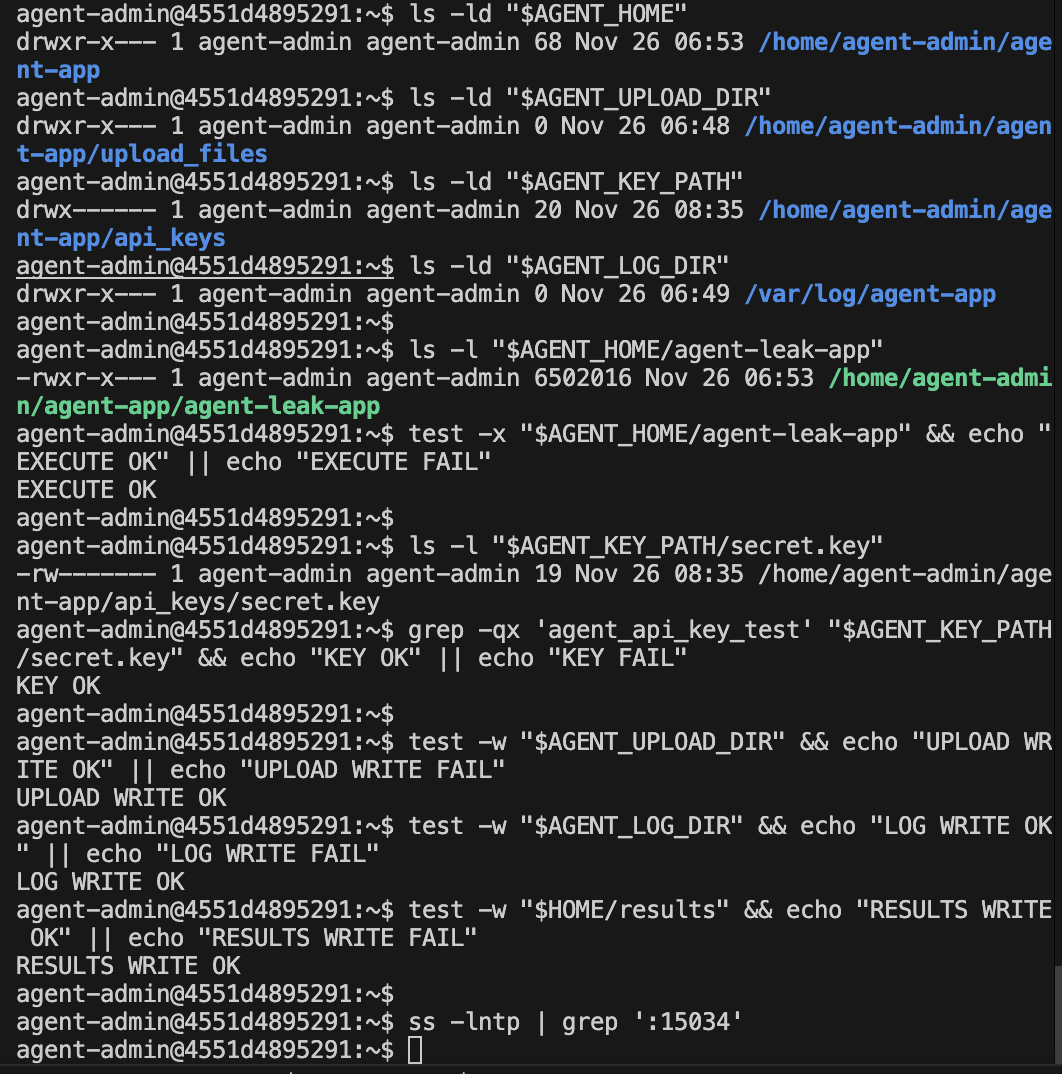 agent-admin@4551d4895291:~$ ls -ld "$AGENT_HOME"
drwxr-x--- 1 agent-admin agent-admin 68 Nov 26 06:53 /home/agent-admin/age
nt-app
agent-admin@4551d4895291:~$ ls -ld "$AGENT_UPLOAD_DIR"
drwxr-x--- 1 agent-admin agent-admin 0 Nov 26 06:48 /home/agent-admin/agen
t-app/upload_files
agent-admin@4551d4895291:~$ ls -ld "$AGENT_KEY_PATH"
drwx------ 1 agent-admin agent-admin 20 Nov 26 08:35 /home/agent-admin/age
nt-app/api_keys
agent-admin@4551d4895291:~$ ls -ld "$AGENT_LOG_DIR"
drwxr-x--- 1 agent-admin agent-admin 0 Nov 26 06:49 /var/log/agent-app
agent-admin@4551d4895291:~$
agent-admin@4551d4895291:~$ ls -l "$AGENT_HOME/agent-leak-app"
-rwxr-x--- 1 agent-admin agent-admin 6502016 Nov 26 06:53 /home/agent-admi
n/agent-app/agent-leak-app
agent-admin@4551d4895291:~$ test -x "$AGENT_HOME/agent-leak-app" && echo "
EXECUTE OK" || echo "EXECUTE FAIL"
EXECUTE OK
agent-admin@4551d4895291:~$
agent-admin@4551d4895291:~$ ls -l "$AGENT_KEY_PATH/secret.key"
-rw------- 1 agent-admin agent-admin 19 Nov 26 08:35 /home/agent-admin/age
nt-app/api_keys/secret.key
agent-admin@4551d4895291:~$ grep -qx 'agent_api_key_test' "$AGENT_KEY_PATH
/secret.key" && echo "KEY OK" || echo "KEY FAIL"
KEY OK
agent-admin@4551d4895291:~$
agent-admin@4551d4895291:~$ test -w "$AGENT_UPLOAD_DIR" && echo "UPLOAD WR
ITE OK" || echo "UPLOAD WRITE FAIL"
UPLOAD WRITE OK
agent-admin@4551d4895291:~$ test -w "$AGENT_LOG_DIR" && echo "LOG WRITE OK
" || echo "LOG WRITE FAIL"
LOG WRITE OK
agent-admin@4551d4895291:~$ test -w "$HOME/results" && echo "RESULTS WRITE
 OK" || echo "RESULTS WRITE FAIL"
RESULTS WRITE OK
agent-admin@4551d4895291:~$
agent-admin@4551d4895291:~$ ss -lntp | grep ':15034'
agent-admin@4551d4895291:~$